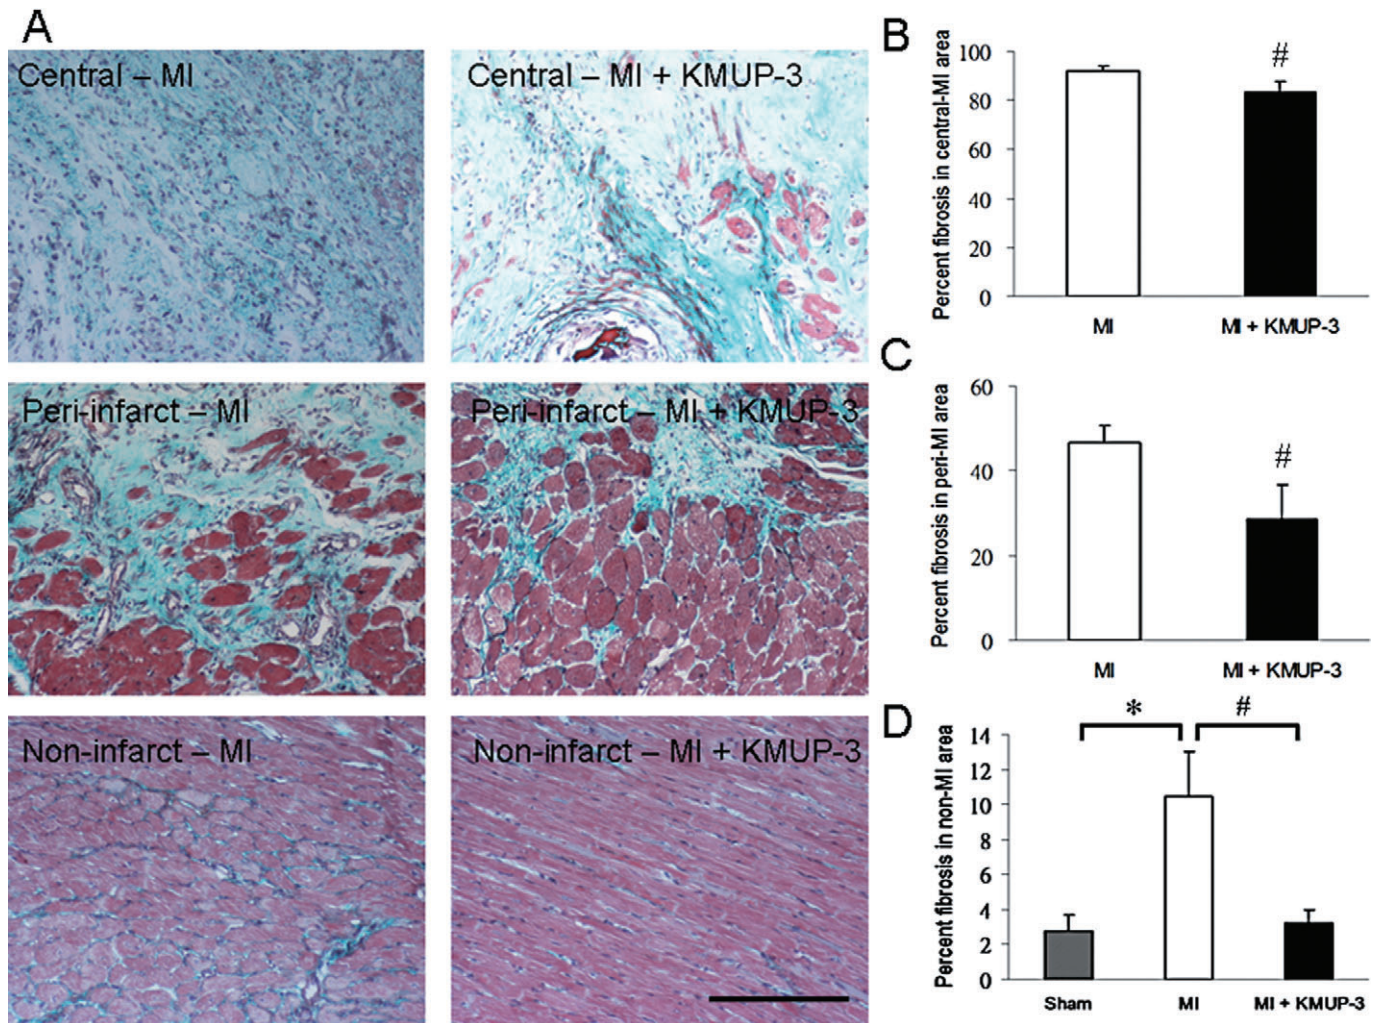 A
Central – MI
Central – MI + KMUP-3
Peri-infarct – MI
Peri-infarct – MI + KMUP-3
Non-infarct – MI
Non-infarct – MI + KMUP-3
B
Percent fibrosis in central-MI area
100
80
60
40
20
0
#
MI
MI + KMUP-3
C
Percent fibrosis in peri-MI area
60
40
20
0
#
MI
MI + KMUP-3
D
Percent fibrosis in non-MI area
14
12
10
8
6
4
2
0
*
#
Sham
MI
MI + KMUP-3